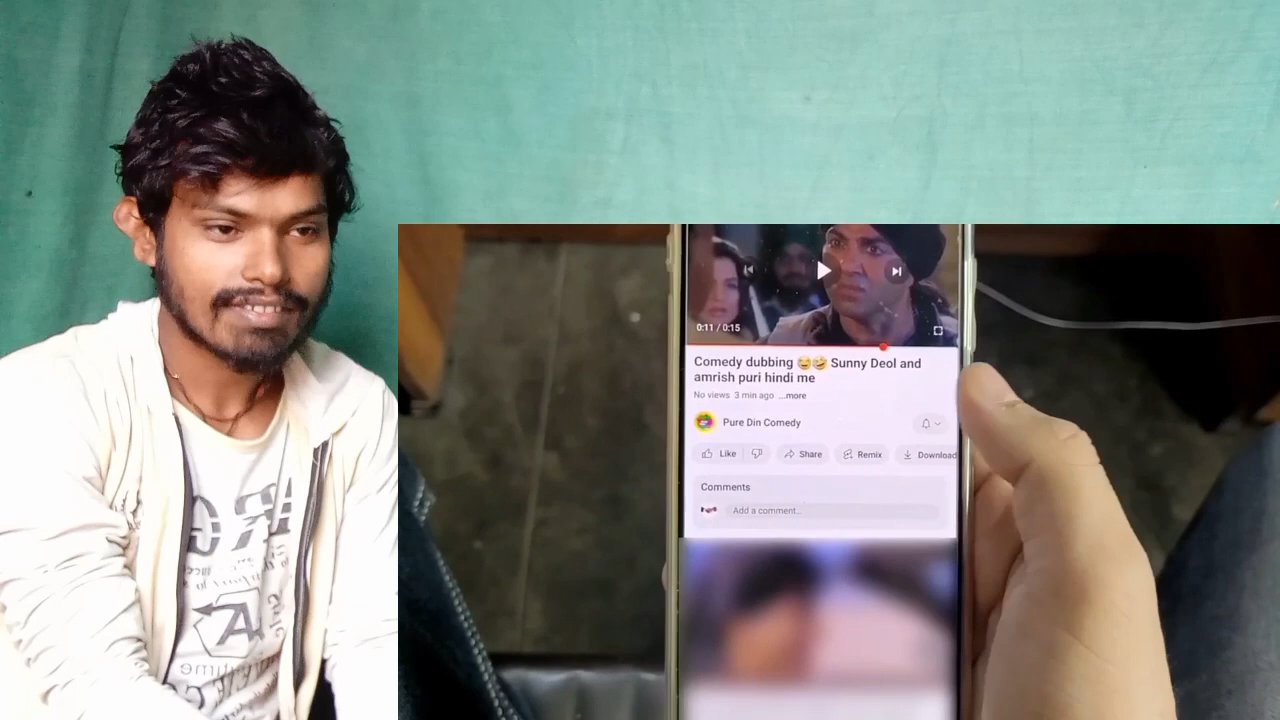 0:11 / 0:15
Comedy dubbing 😂🤣 Sunny Deol and
amrish puri hindi me
No views 3 min ago ...more
Pure Din Comedy
Like Share Remix Download
Comments
Add a comment...